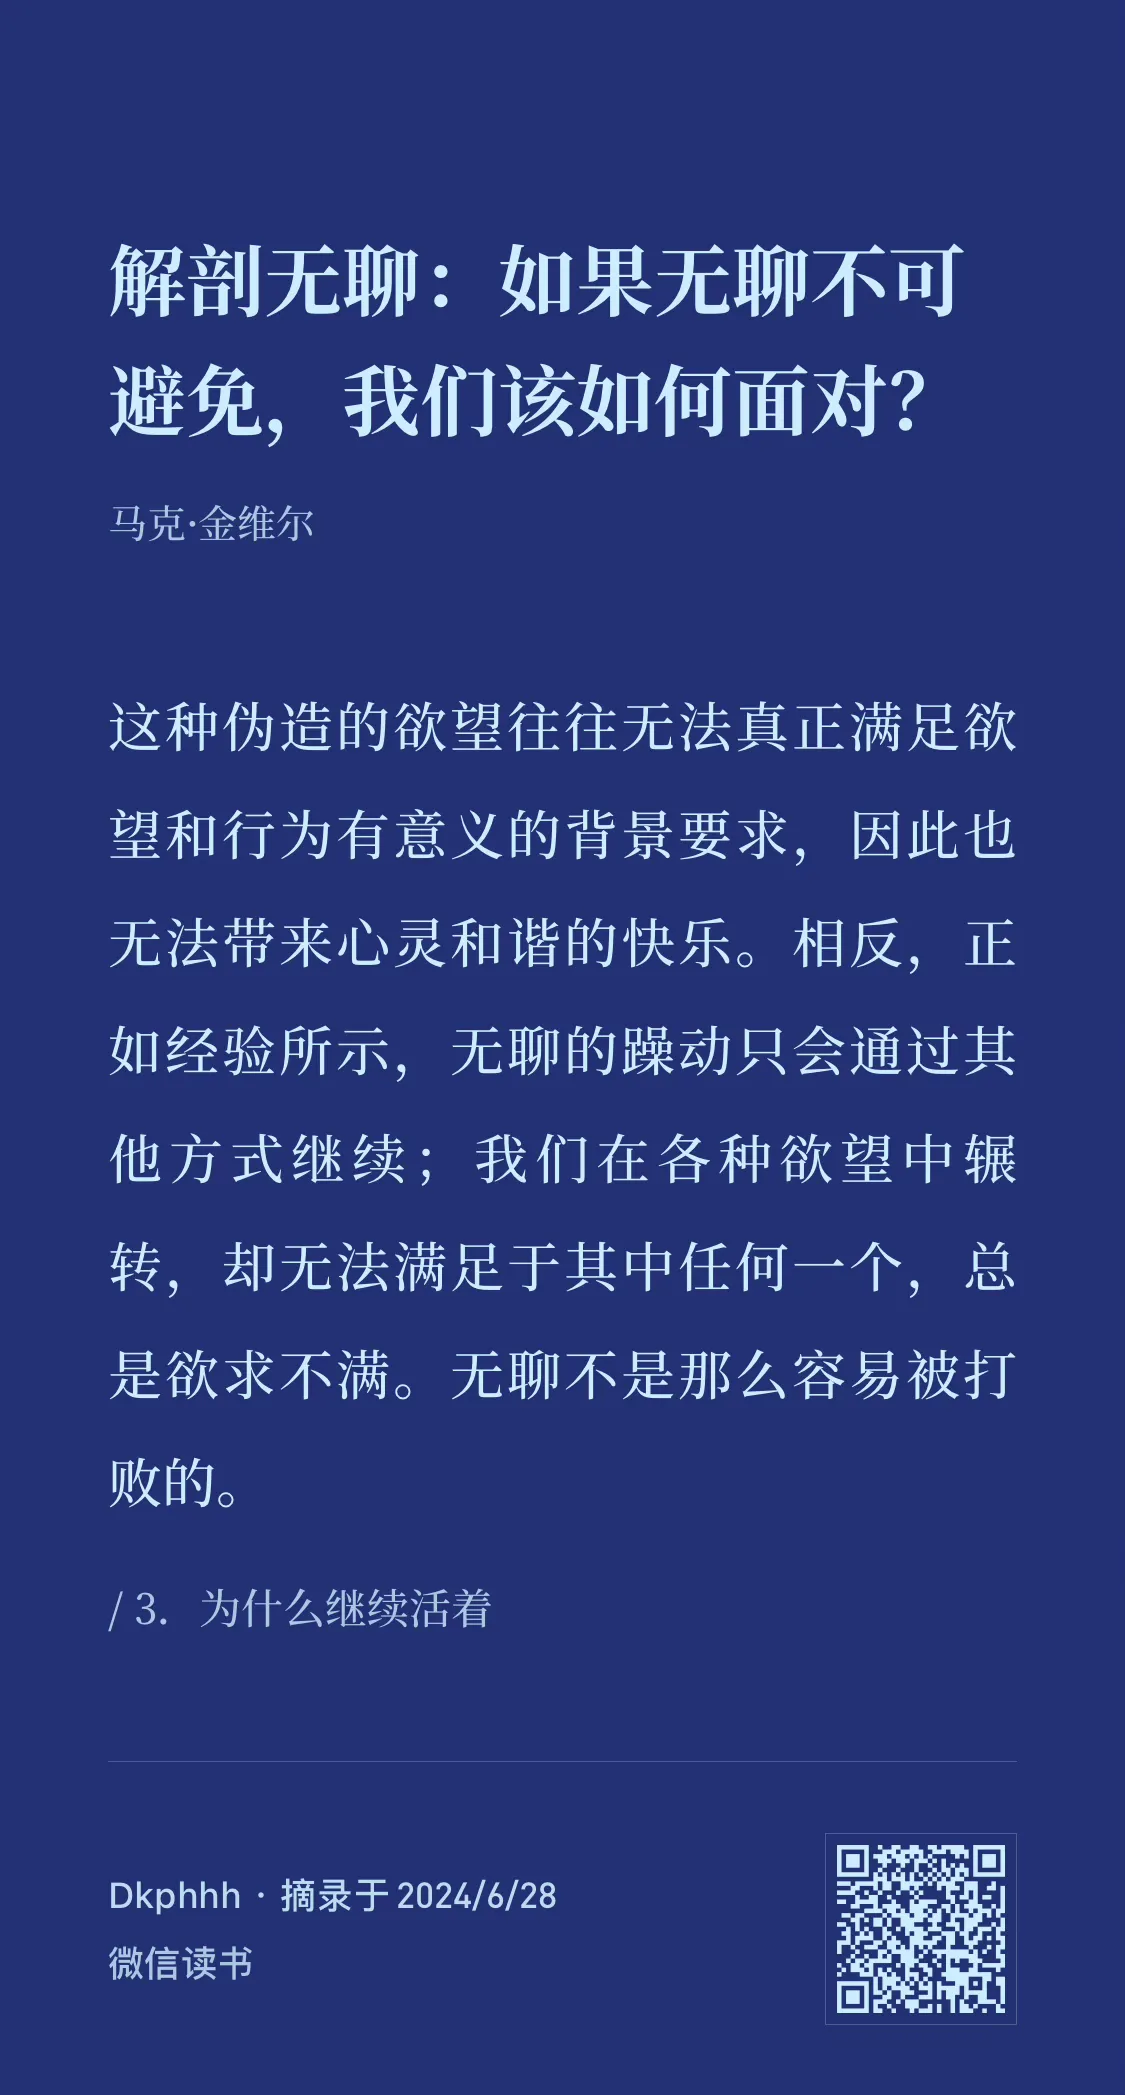 解剖无聊：如果无聊不可
避免，我们该如何面对？
马克·金维尔
这种伪造的欲望往往无法真正满足欲
望和行为有意义的背景要求，因此也
无法带来心灵和谐的快乐。相反，正
如经验所示，无聊的躁动只会通过其
他方式继续；我们在各种欲望中辗
转，却无法满足于其中任何一个，总
是欲求不满。无聊不是那么容易被打
败的。
/ 3. 为什么继续活着
Dkphhh · 摘录于 2024/6/28
微信读书